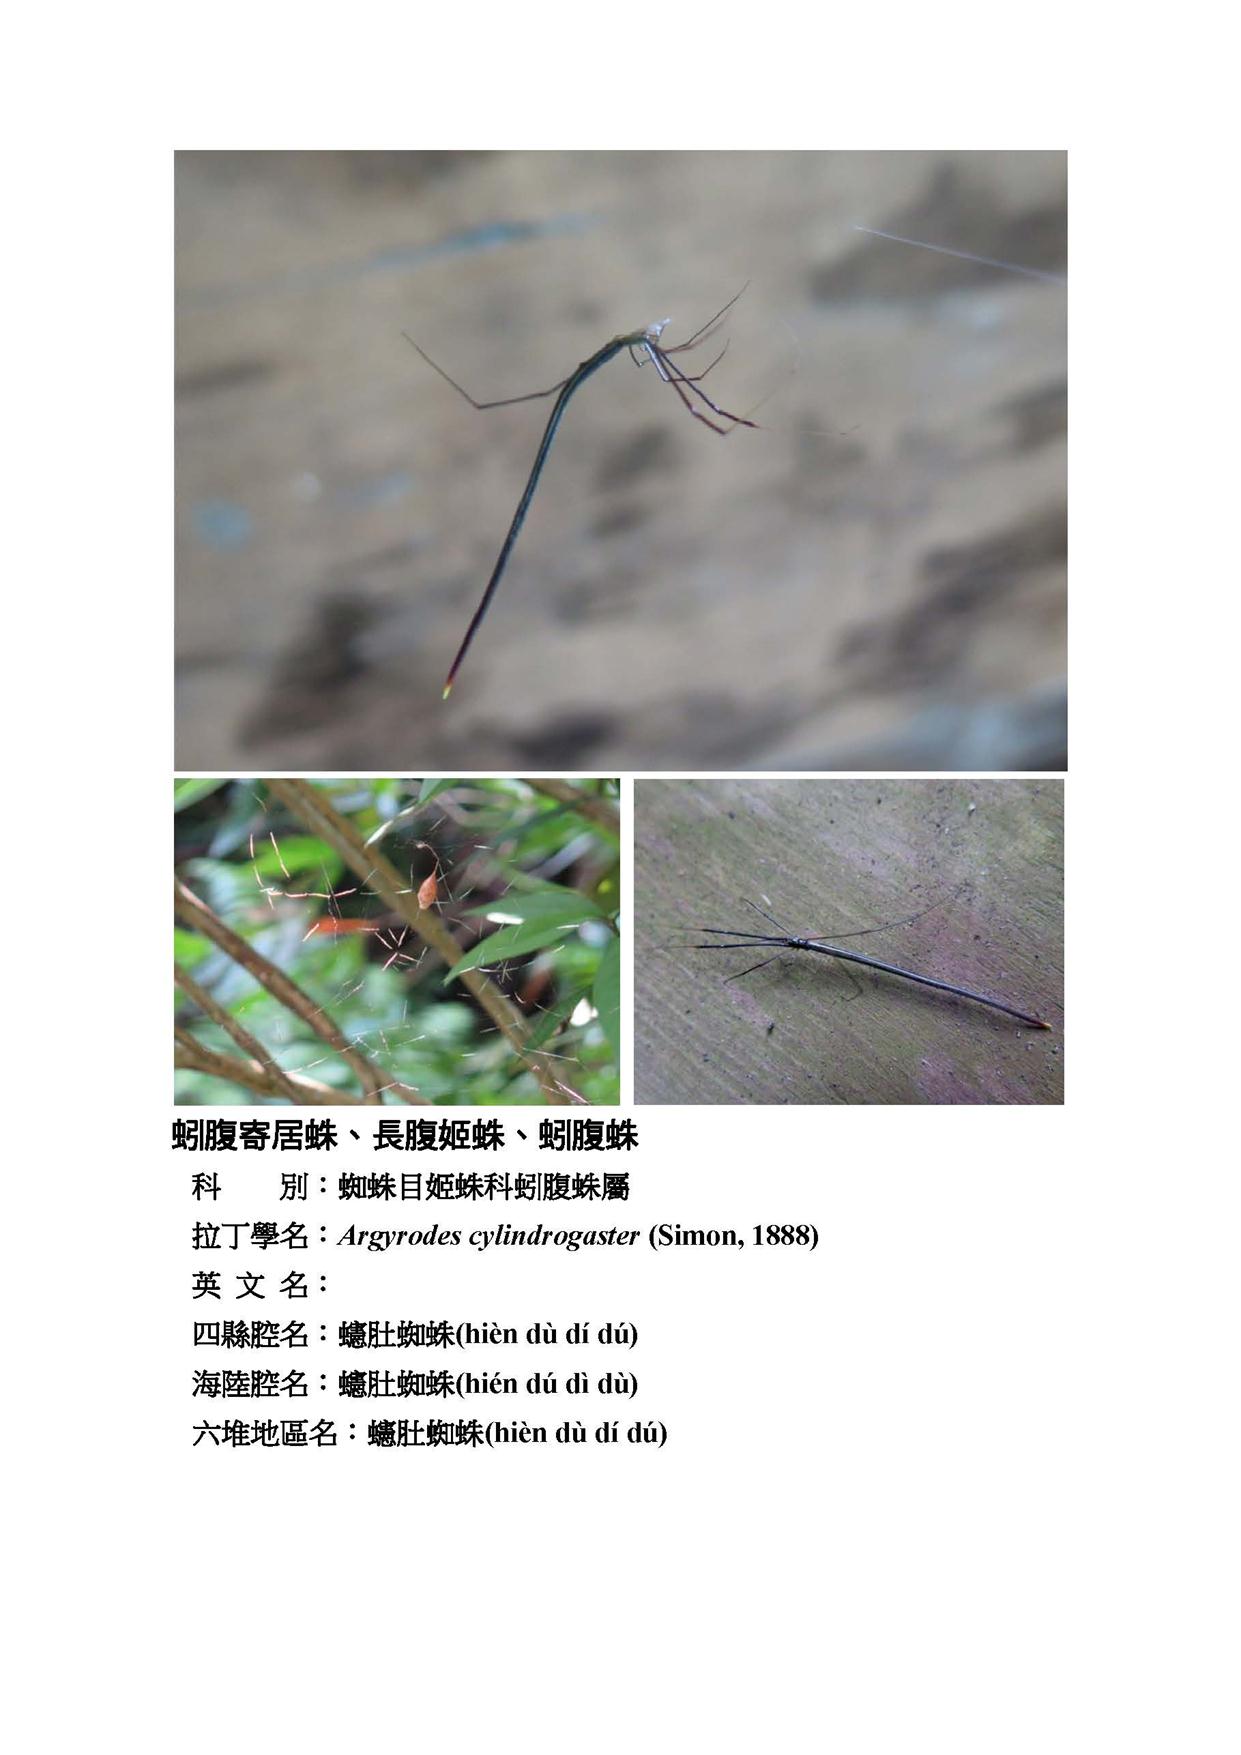 蚓腹寄居蛛、長腹姬蛛、蚓腹蛛
科　　別：蜘蛛目姬蛛科蚓腹蛛屬
拉丁學名：Argyrodes cylindrogaster (Simon, 1888)
英 文 名：
四縣腔名：蟪肚蜘蛛(hièn dù dí dú)
海陸腔名：蟪肚蜘蛛(hién dú dì dù)
六堆地區名：蟪肚蜘蛛(hièn dù dí dú)